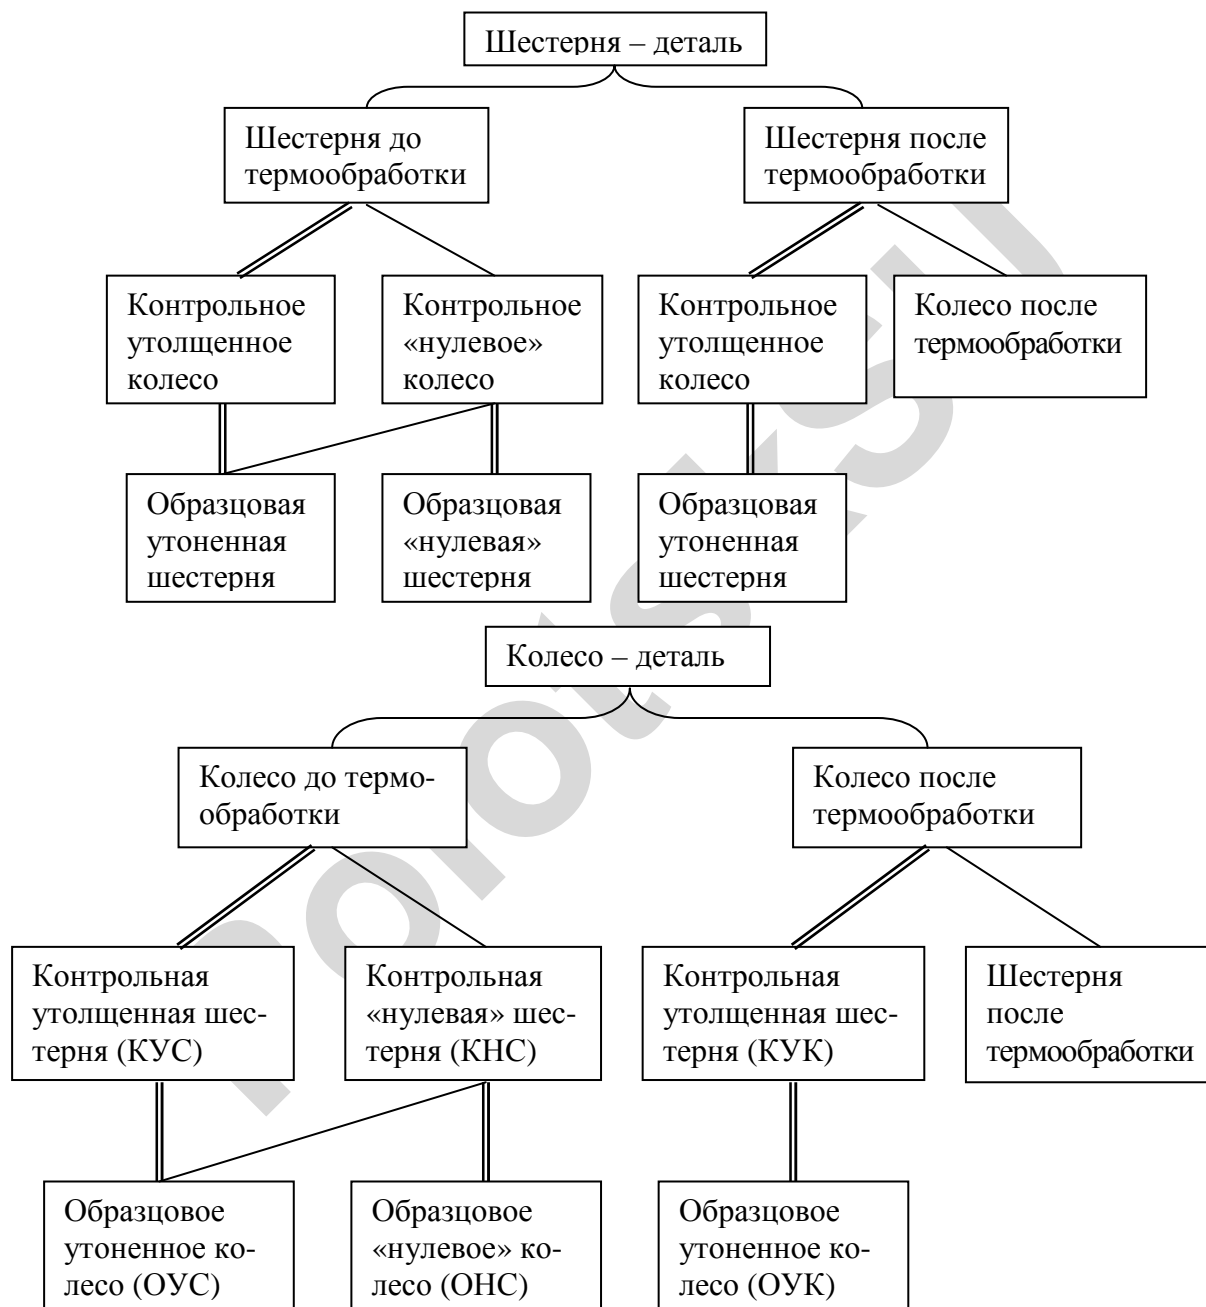 Шестерня – деталь
Шестерня до
термообработки
Шестерня после
термообработки
Контрольное
утолщенное
колесо
Контрольное
«нулевое»
колесо
Контрольное
утолщенное
колесо
Колесо после
термообработки
Образцовая
утоненная
шестерня
Образцовая
«нулевая»
шестерня
Образцовая
утоненная
шестерня
Колесо – деталь
Колесо до термо-
обработки
Колесо после
термообработки
Контрольная
утолщенная шес-
терня (КУС)
Контрольная
«нулевая» шес-
терня (КНС)
Контрольная
утолщенная шес-
терня (КУК)
Шестерня
после
термообработки
Образцовое
утоненное ко-
лесо (ОУС)
Образцовое
«нулевое» ко-
лесо (ОНС)
Образцовое
утоненное ко-
лесо (ОУК)
PolotskSU